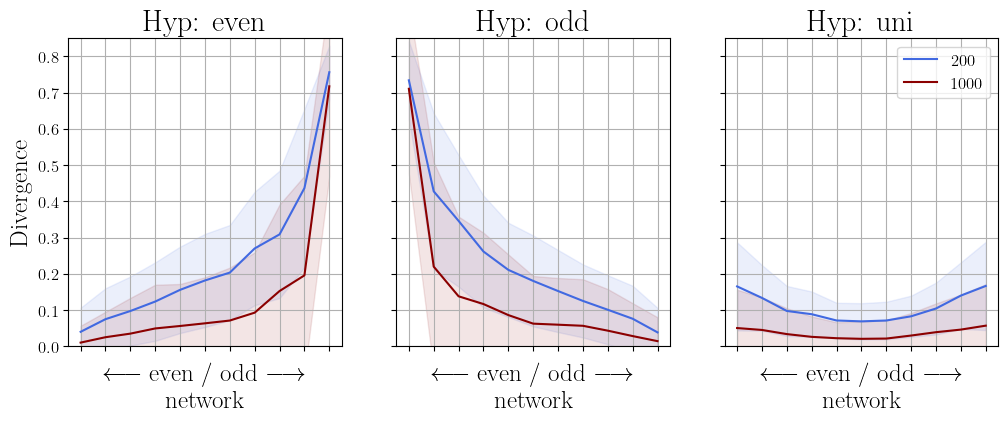 Hyp: even
Hyp: odd
Hyp: uni
Divergence
0.8
0.7
0.6
0.5
0.4
0.3
0.2
0.1
0.0
200
1000
⟵ even / odd ⟶
network
⟵ even / odd ⟶
network
⟵ even / odd ⟶
network